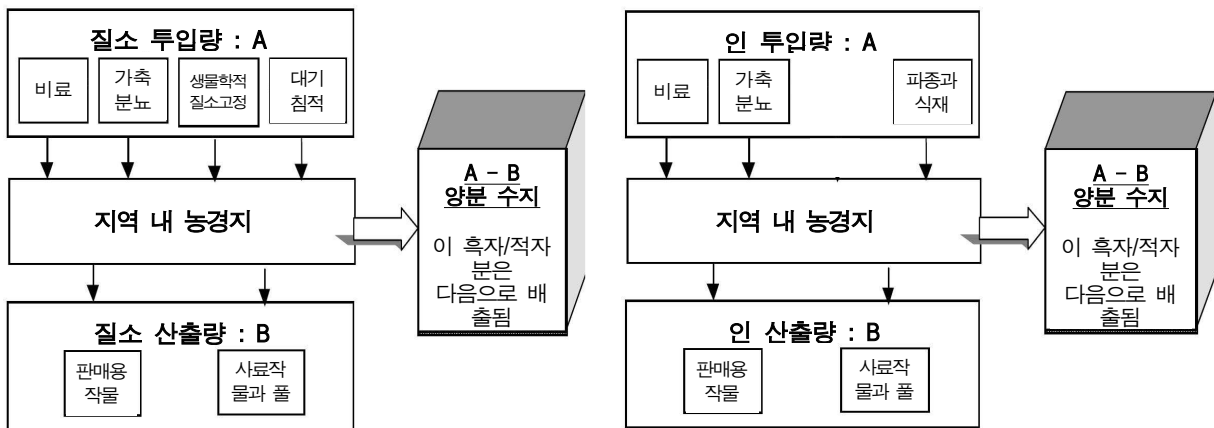 질소 투입량 : A
비료
가축
분뇨
생물학적
질소고정
대기
침적
지역 내 농경지
질소 산출량 : B
판매용
작물
사료작
물과 풀
A - B
양분 수지
이 흑자/적자
분은
다음으로 배
출됨
인 투입량 : A
비료
가축
분뇨
파종과
식재
지역 내 농경지
인 산출량 : B
판매용
작물
사료작
물과 풀
A - B
양분 수지
이 흑자/적자
분은
다음으로 배
출됨